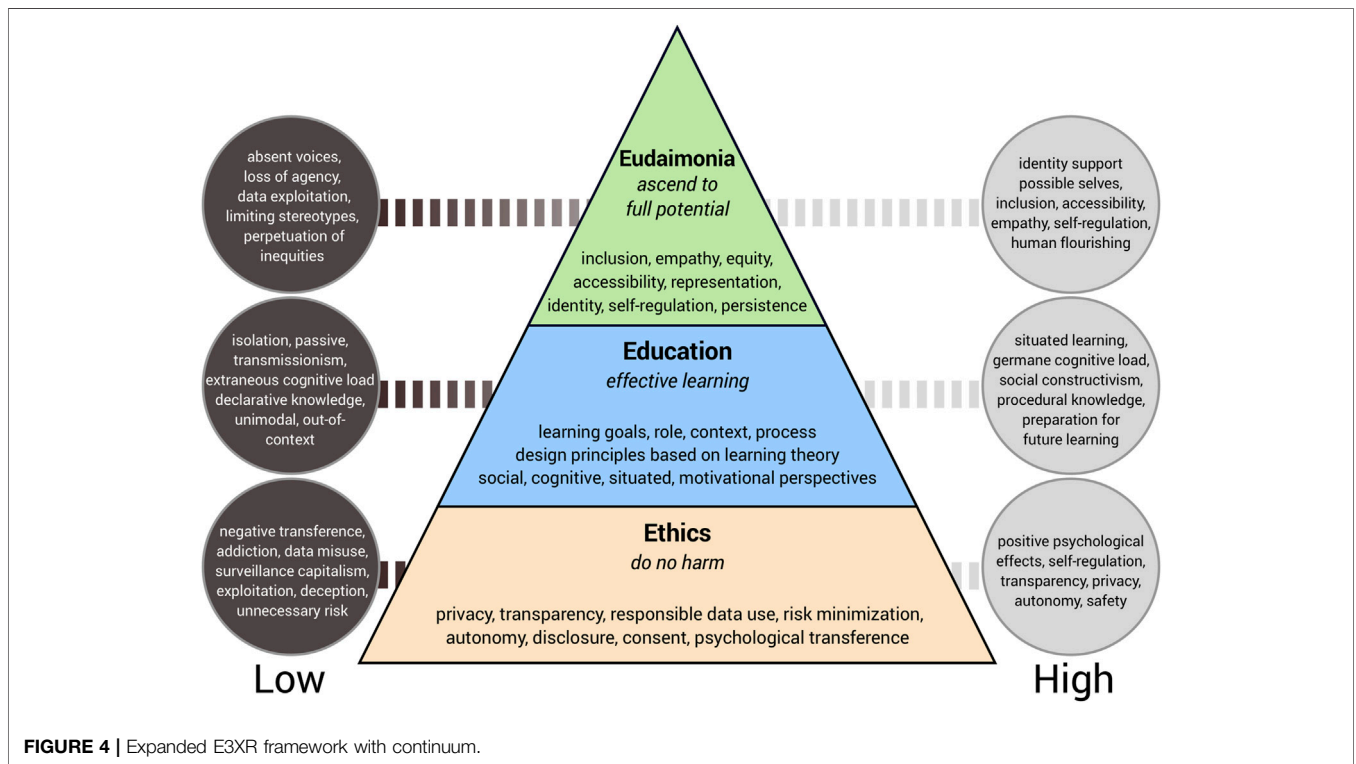 absent voices,
loss of agency,
data exploitation,
limiting stereotypes,
perpetuation of
inequities
Eudaimonia
ascend to
full potential
inclusion, empathy, equity,
accessibility, representation,
identity, self-regulation, persistence
identity support
possible selves,
inclusion, accessibility,
empathy, self-regulation,
human flourishing
isolation, passive,
transmissionism,
extraneous cognitive load
declarative knowledge,
unimodal, out-of-
context
Education
effective learning
learning goals, role, context, process
design principles based on learning theory
social, cognitive, situated, motivational perspectives
situated learning,
germane cognitive load,
social constructivism,
procedural knowledge,
preparation for
future learning
negative transference,
addiction, data misuse,
surveillance capitalism,
exploitation, deception,
unnecessary risk
Ethics
do no harm
privacy, transparency, responsible data use, risk minimization,
autonomy, disclosure, consent, psychological transference
positive psychological
effects, self-regulation,
transparency, privacy,
autonomy, safety
Low
High
FIGURE 4 | Expanded E3XR framework with continuum.